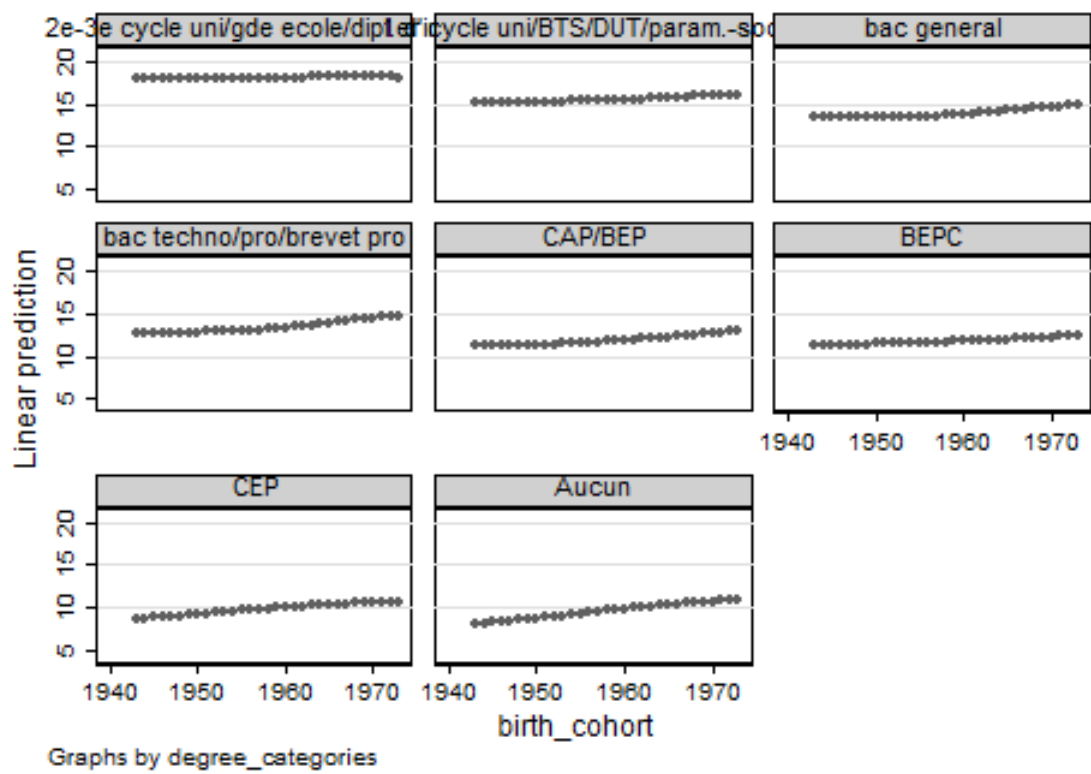 2e-3e cycle uni/gde ecole/dipl
cycle uni/BTS/DUT/param.-soc
bac general
20
15
10
5
bac techno/pro/brevet pro
CAP/BEP
BEPC
20
15
10
5
1940 1950 1960 1970
Linear prediction
CEP
Aucun
20
15
10
5
1940 1950 1960 1970
1940 1950 1960 1970
birth_cohort
Graphs by degree_categories